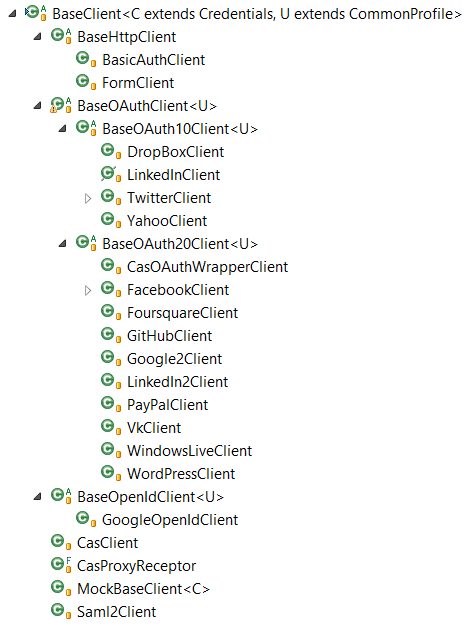 BaseClient<C extends Credentials, U extends CommonProfile>
BaseHttpClient
BasicAuthClient
FormClient
BaseOAuthClient<U>
BaseOAuth10Client<U>
DropBoxClient
LinkedInClient
TwitterClient
YahooClient
BaseOAuth20Client<U>
CasOAuthWrapperClient
FacebookClient
FoursquareClient
GitHubClient
Google2Client
LinkedIn2Client
PayPalClient
VkClient
WindowsLiveClient
WordPressClient
BaseOpenIdClient<U>
GoogleOpenIdClient
CasClient
CasProxyReceptor
MockBaseClient<C>
Saml2Client